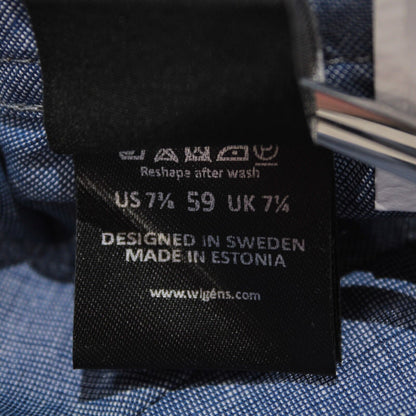 Reshape after wash
US 7⅜ 59 UK 7¼
DESIGNED IN SWEDEN
MADE IN ESTONIA
www.wigens.com